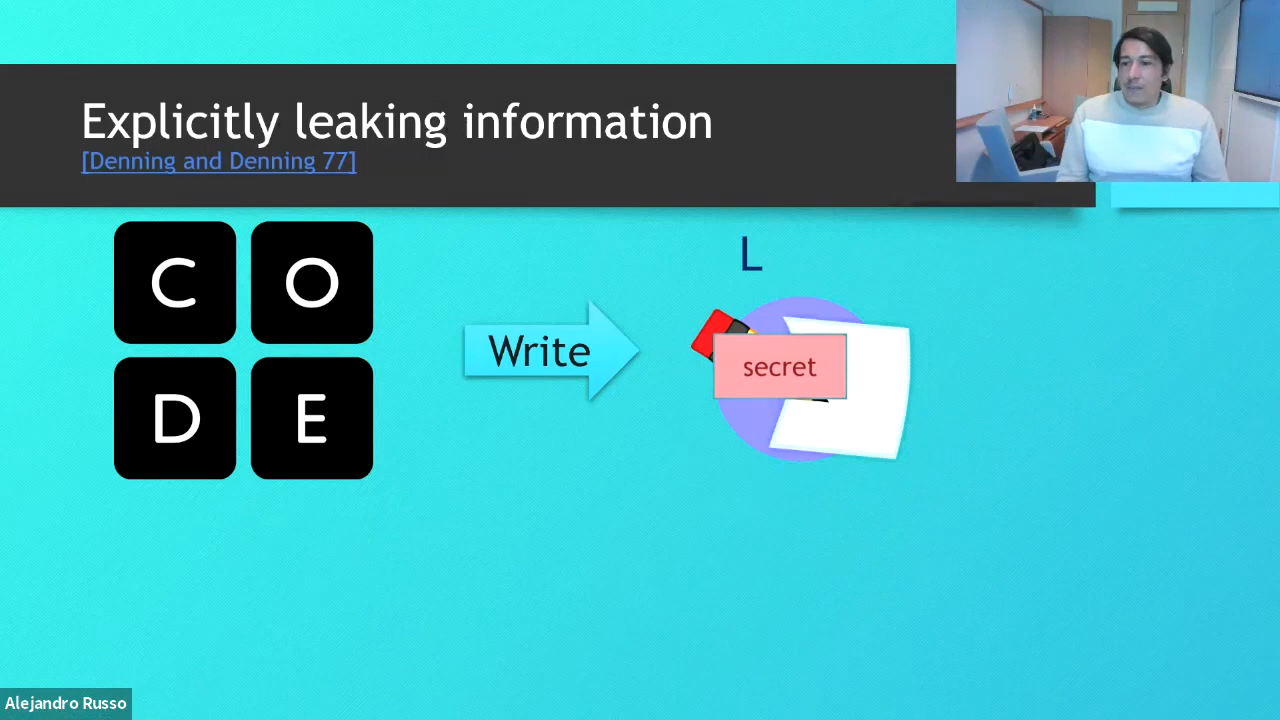 Explicitly leaking information
[Denning and Denning 77]
C O
D E
Write
L
secret
Alejandro Russo